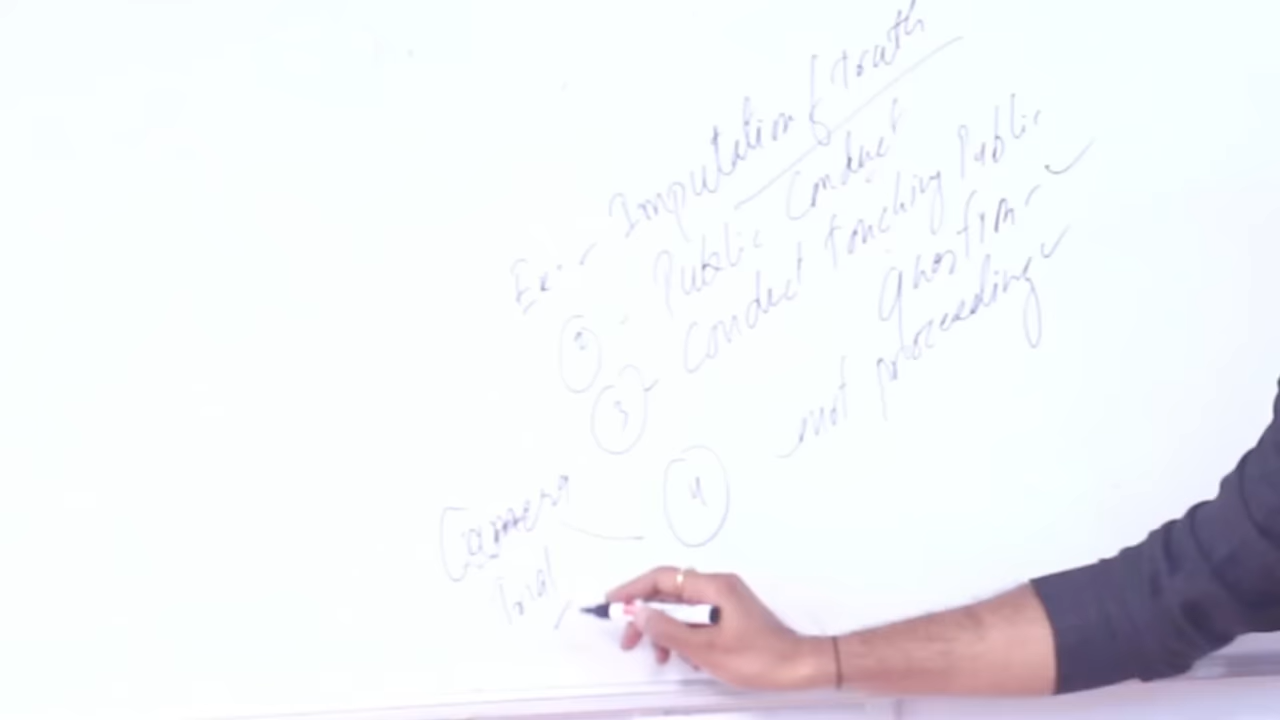 Ex:- Imputation of truth
② - Public Conduct
③ - Conduct touching Public
Question -
④ not proceeding
Camera
Trial